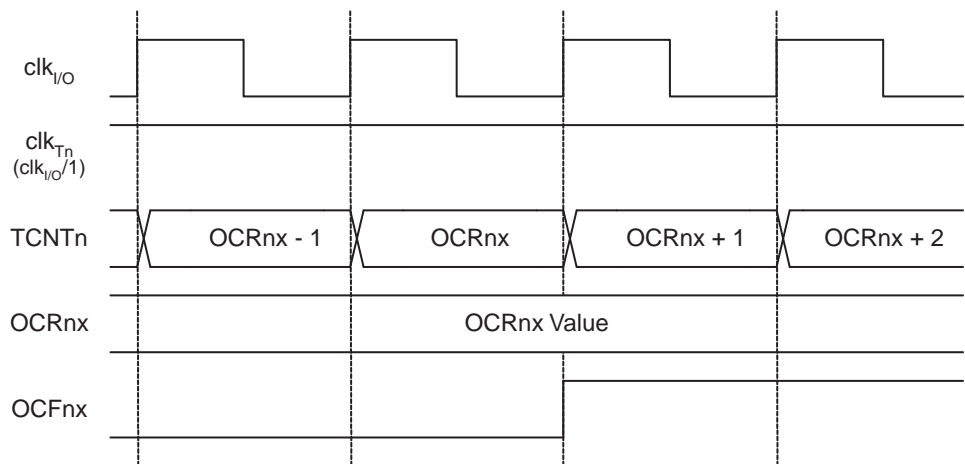 clkI/O
clkTn
(clkI/O/1)
TCNTn
OCRnx - 1
OCRnx
OCRnx + 1
OCRnx + 2
OCRnx
OCRnx Value
OCFnx